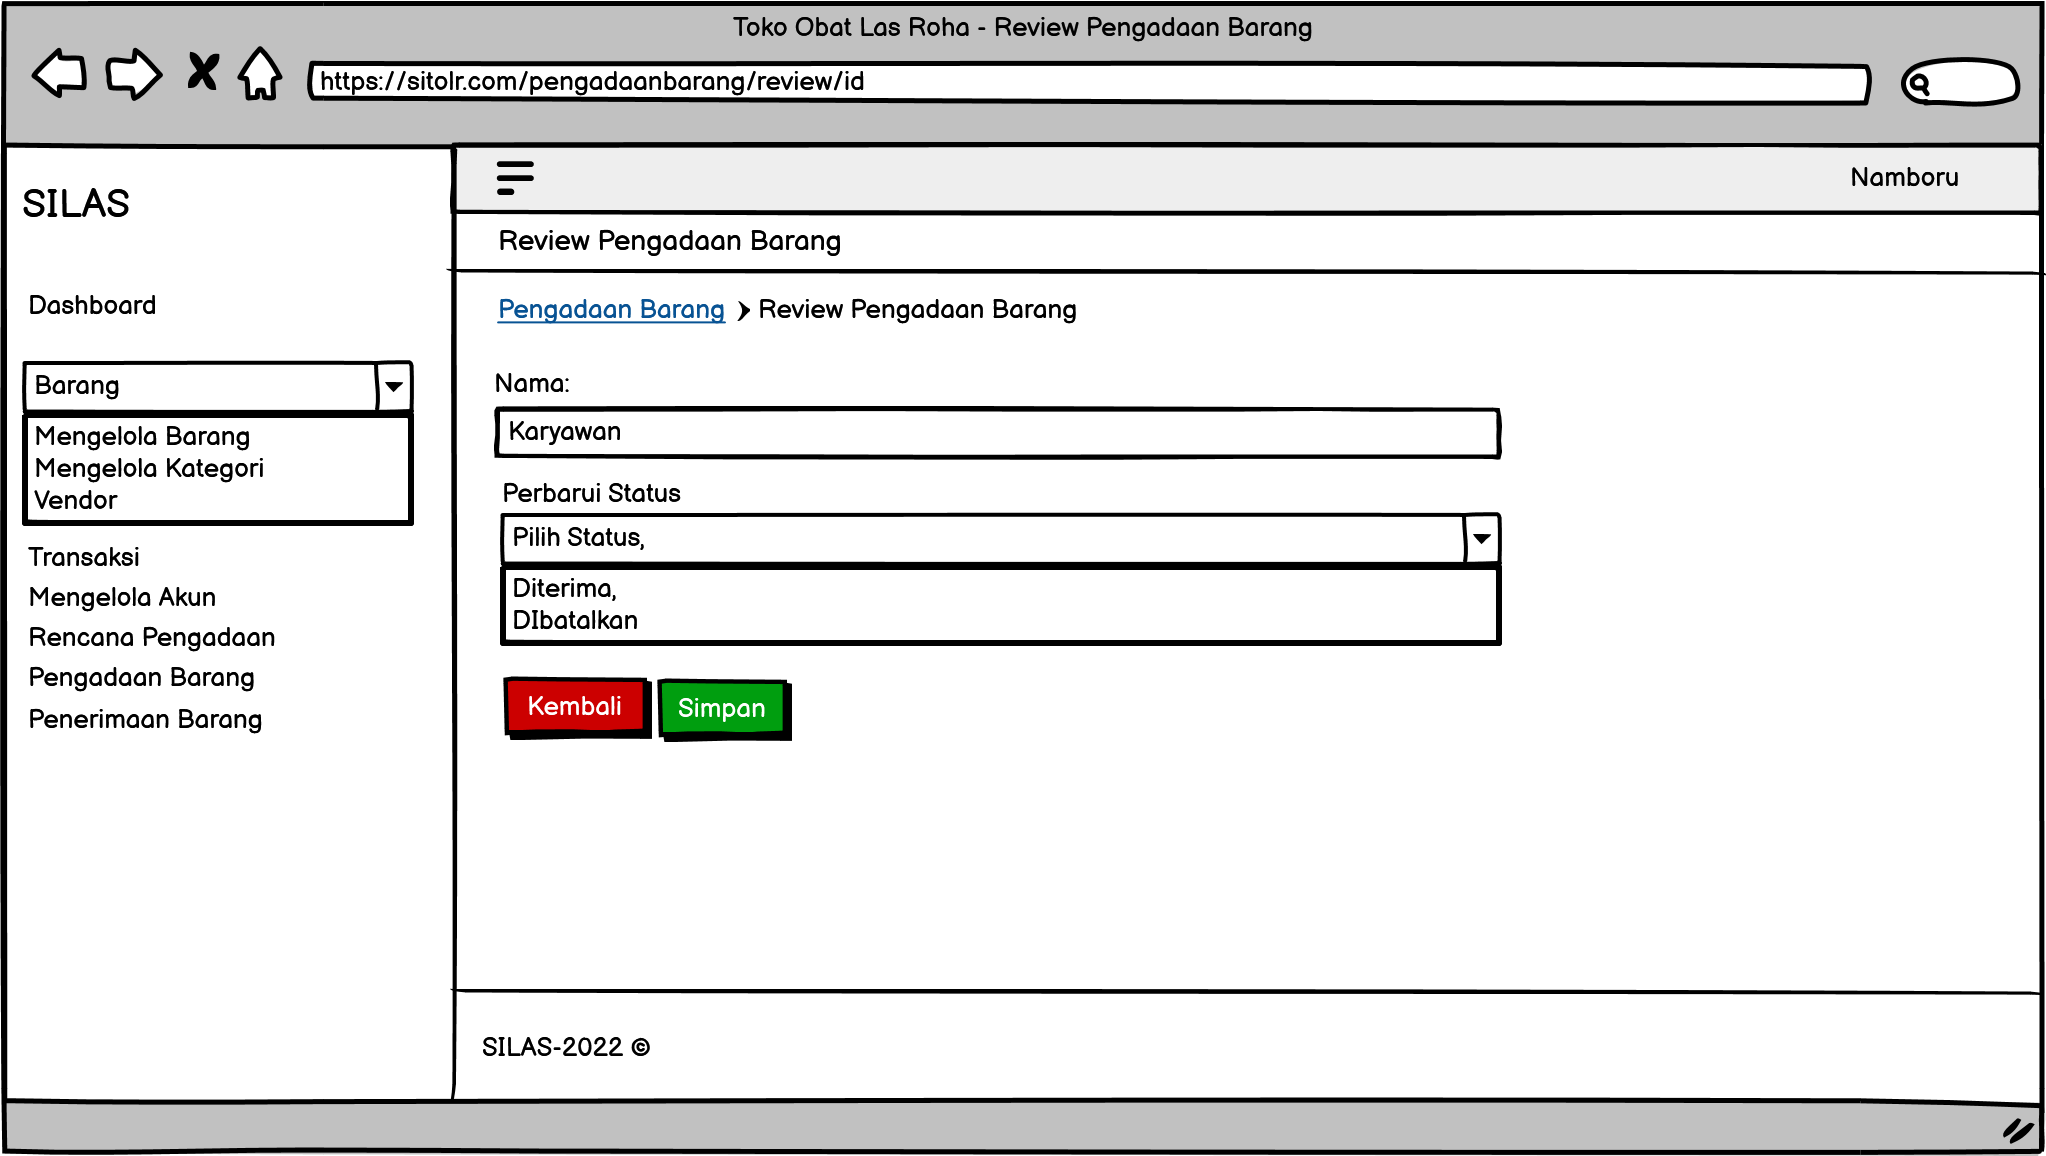 Toko Obat Las Roha - Review Pengadaan Barang
https://sitolr.com/pengadaanbarang/review/id
SILAS
Namboru
Review Pengadaan Barang
Dashboard
Barang
Mengelola Barang
Mengelola Kategori
Vendor
Transaksi
Mengelola Akun
Rencana Pengadaan
Pengadaan Barang
Penerimaan Barang
Pengadaan Barang Review Pengadaan Barang
Nama:
Karyawan
Perbarui Status
Pilih Status,
Diterima,
DIbatalkan
Kembali Simpan
SILAS-2022 ©